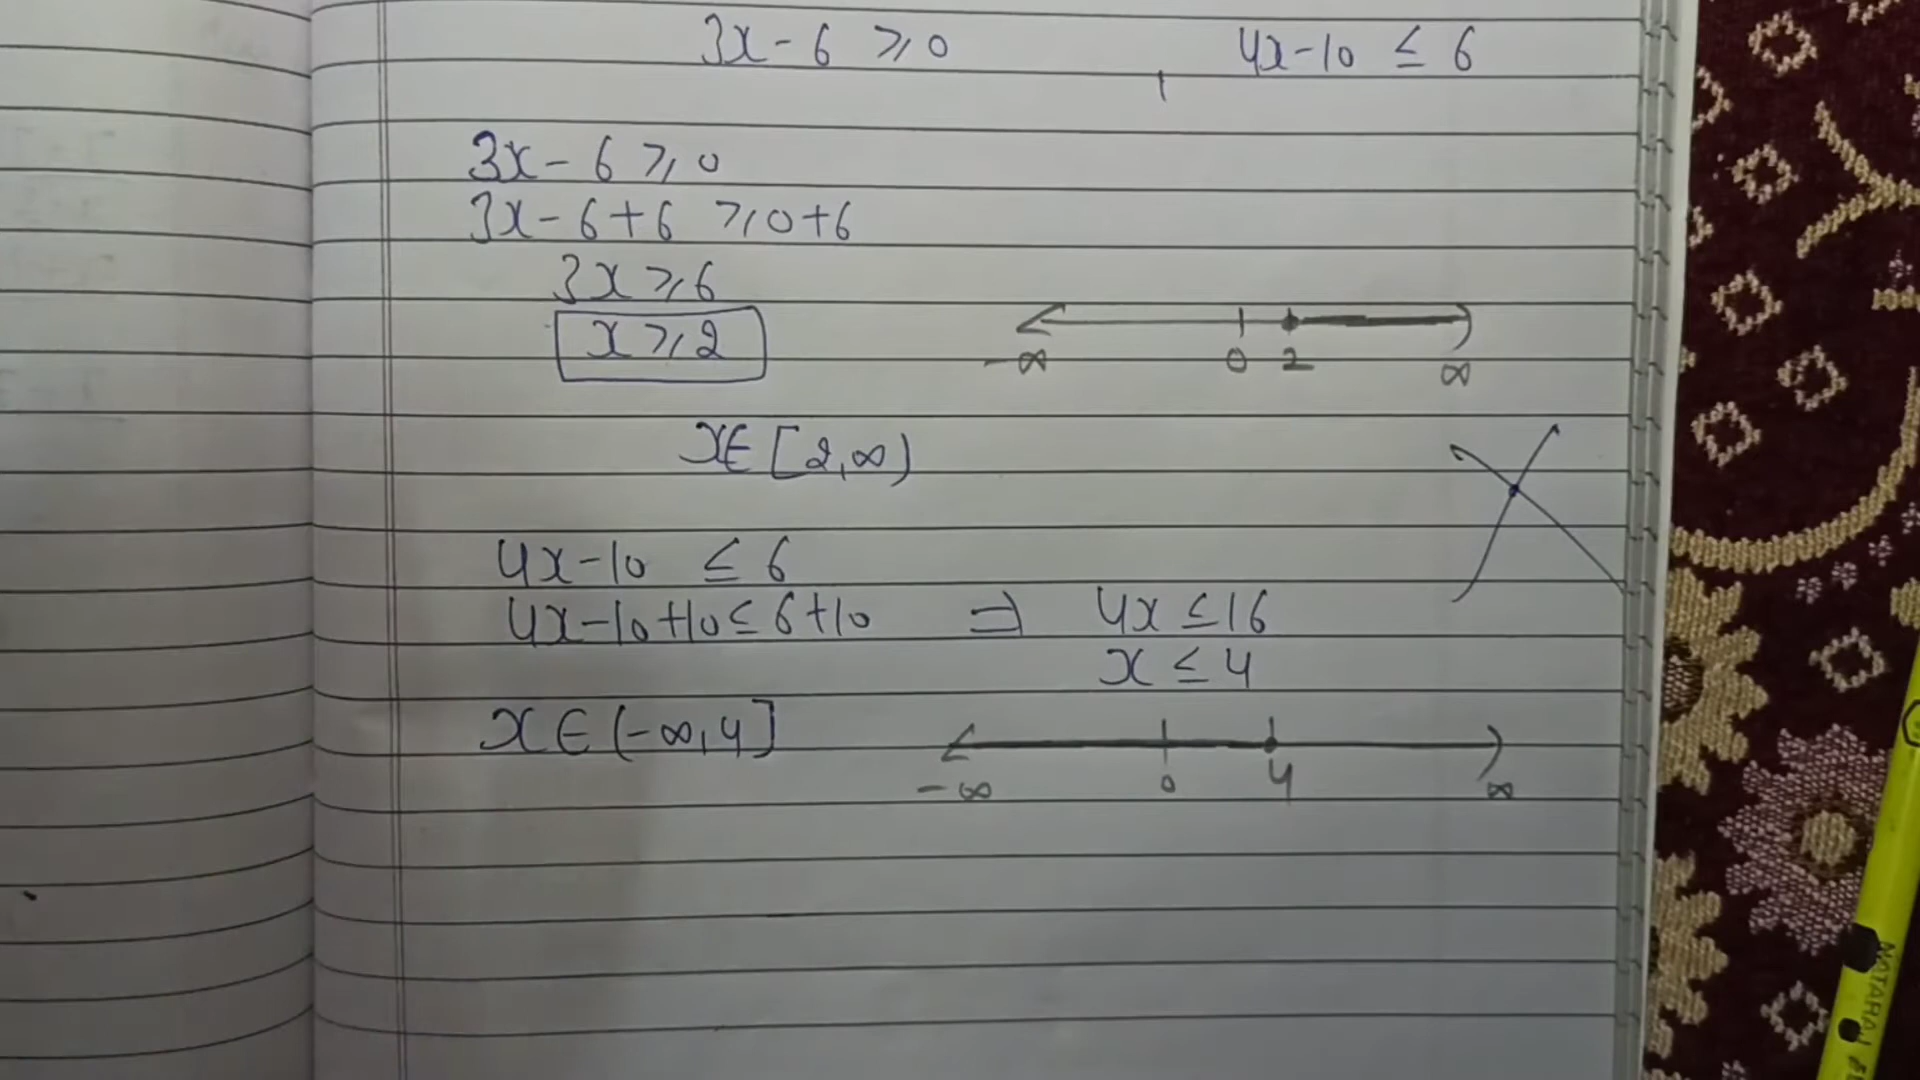 3x - 6 ≥ 0 , 4x - 10 ≤ 6
3x - 6 ≥ 0
3x - 6 + 6 ≥ 0 + 6
3x ≥ 6
x ≥ 2
-∞ 0 2 ∞
x ∈ [2, ∞)
4x - 10 ≤ 6
4x - 10 + 10 ≤ 6 + 10 ⇒ 4x ≤ 16
x ≤ 4
x ∈ (-∞, 4]
-∞ 0 4 ∞
NATARAJ